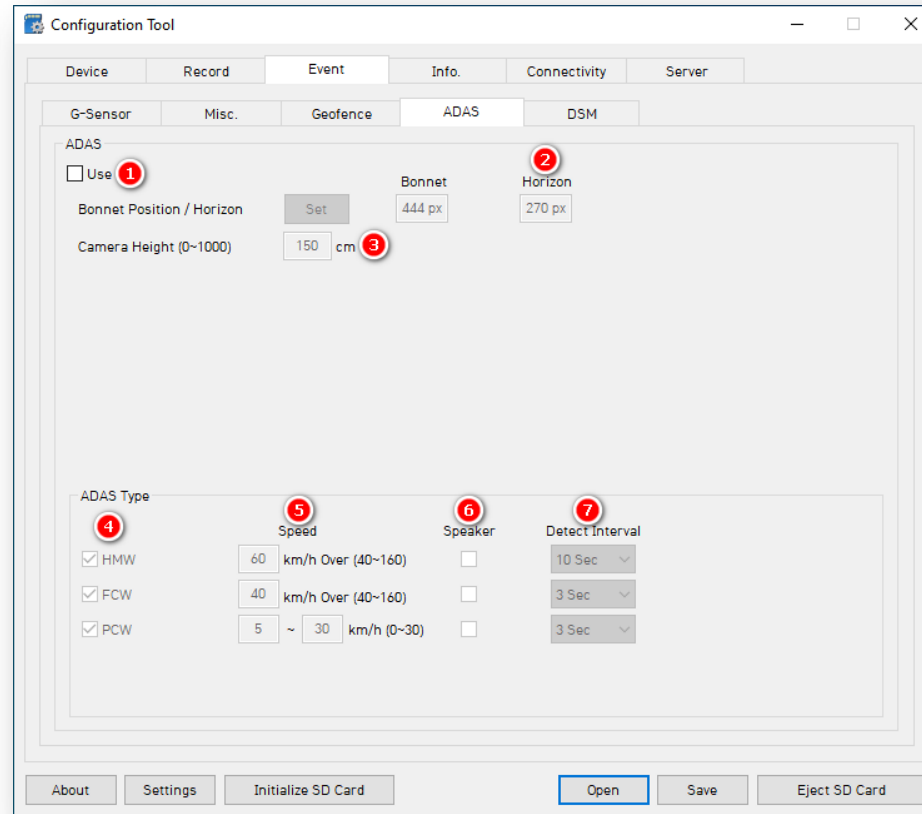 Configuration Tool
Device Record Event Info. Connectivity Server
G-Sensor Misc. Geofence ADAS DSM
ADAS
Use 1
2
Bonnet Horizon
Bonnet Position / Horizon Set 444 px 270 px
Camera Height (0~1000) 150 cm 3
ADAS Type
4 5 6 7
Speed Speaker Detect Interval
HMW 60 km/h Over (40~160) 10 Sec
FCW 40 km/h Over (40~160) 3 Sec
PCW 5 ~ 30 km/h (0~30) 3 Sec
About Settings Initialize SD Card Open Save Eject SD Card